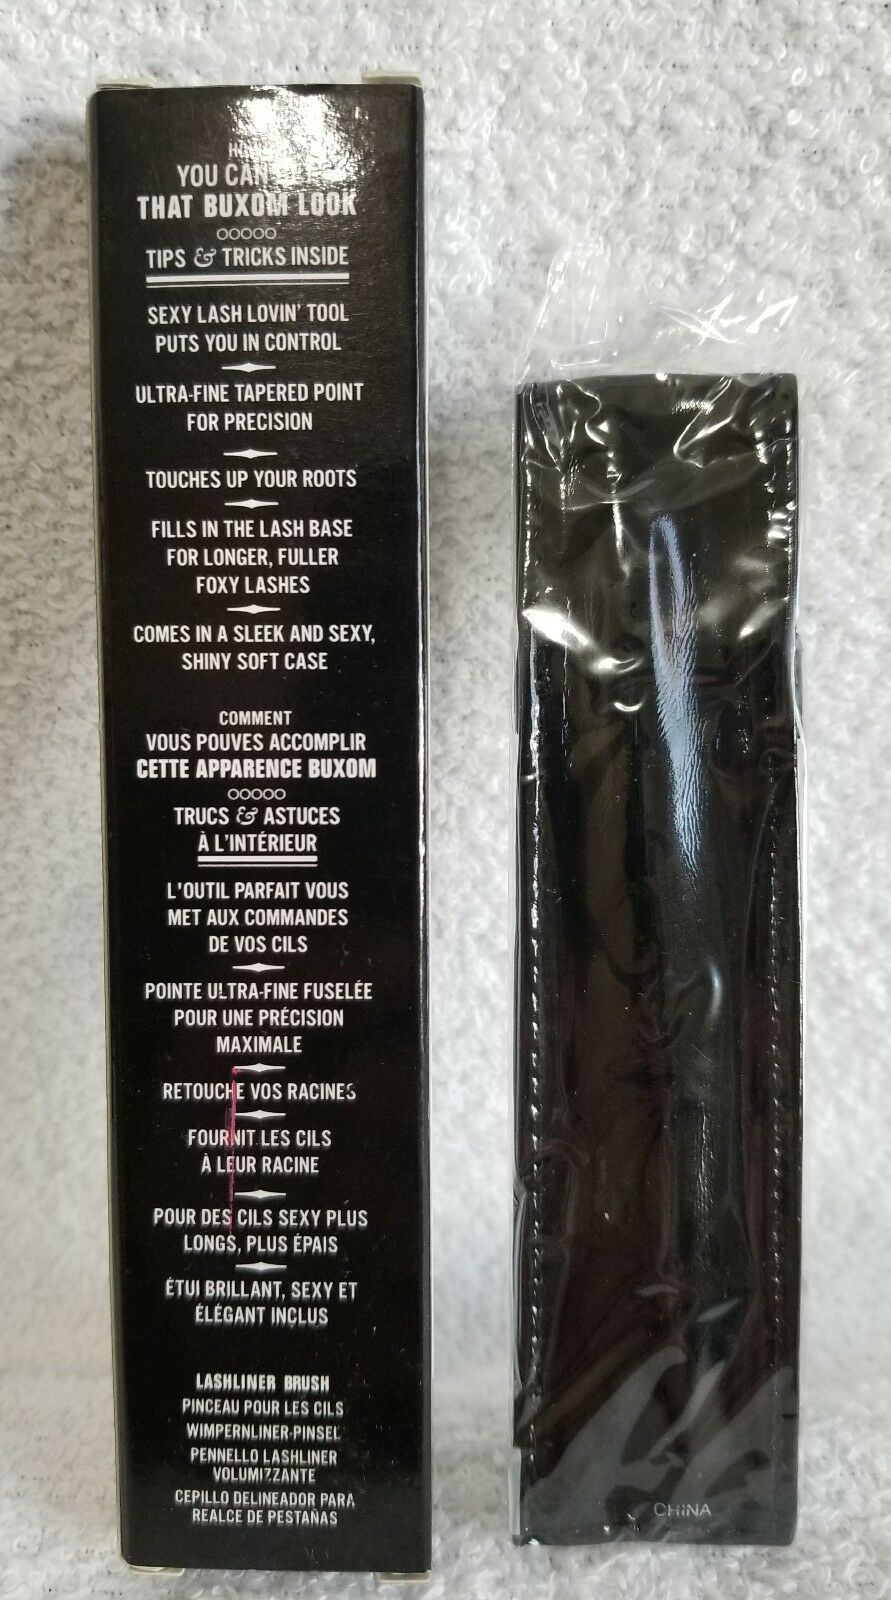 YOU CAN
THAT BUXOM LOOK
TIPS & TRICKS INSIDE
SEXY LASH LOVIN' TOOL
PUTS YOU IN CONTROL
ULTRA-FINE TAPERED POINT
FOR PRECISION
TOUCHES UP YOUR ROOTS
FILLS IN THE LASH BASE
FOR LONGER, FULLER
FOXY LASHES
COMES IN A SLEEK AND SEXY,
SHINY SOFT CASE
COMMENT
VOUS POUVES ACCOMPLIR
CETTE APPARENCE BUXOM
TRUCS & ASTUCES
À L'INTÉRIEUR
L'OUTIL PARFAIT VOUS
MET AUX COMMANDES
DE VOS CILS
POINTE ULTRA-FINE FUSELÉE
POUR UNE PRÉCISION
MAXIMALE
RETOUCHE VOS RACINES
FOURNIT LES CILS
À LEUR RACINE
POUR DES CILS SEXY PLUS
LONGS, PLUS ÉPAIS
ÉTUI BRILLANT, SEXY ET
ÉLÉGANT INCLUS
LASHLINER BRUSH
PINCEAU POUR LES CILS
WIMPERNLINER-PINSEL
PENNELLO LASHLINER
VOLUMIZZANTE
CEPILLO DELINEADOR PARA
REALCE DE PESTAÑAS
CHINA